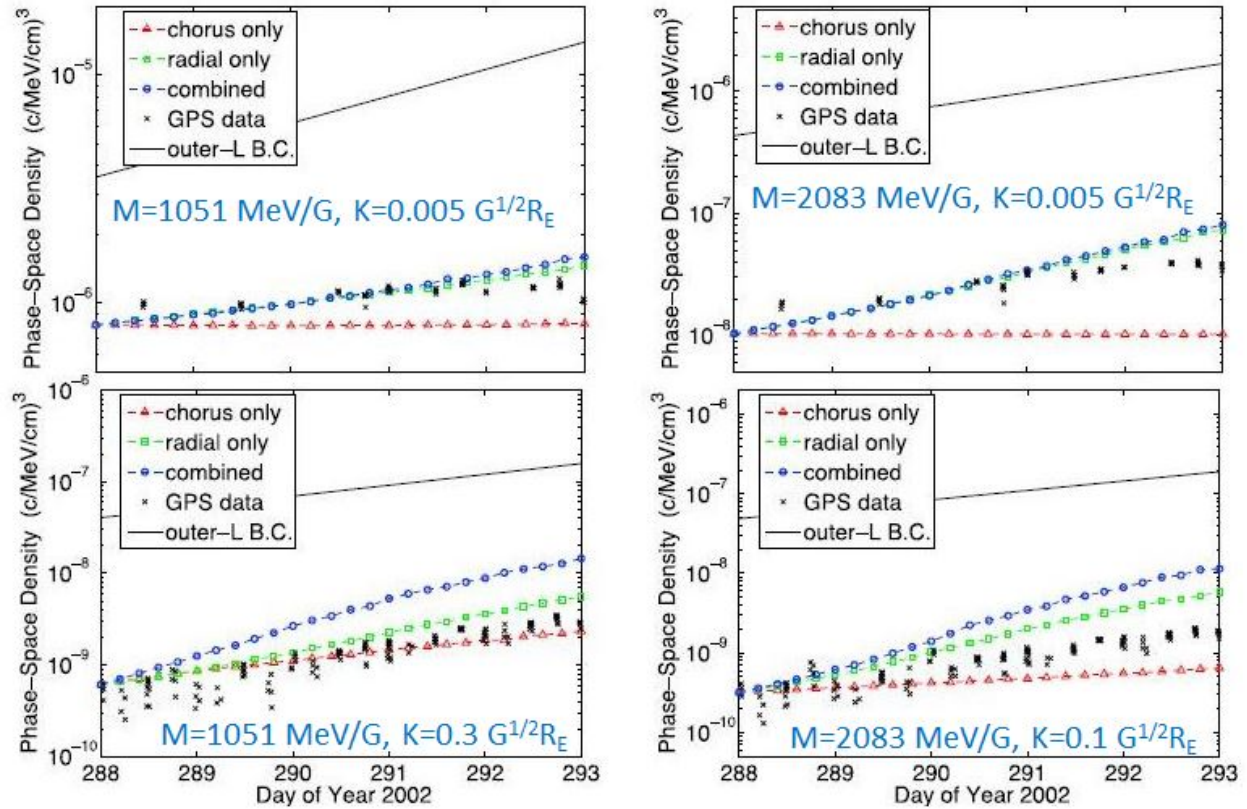 Phase–Space Density (c/MeV/cm)³
10⁻⁵
10⁻⁶
chorus only
radial only
combined
GPS data
outer–L B.C.
M=1051 MeV/G, K=0.005 G^1/2R_E
Phase–Space Density (c/MeV/cm)³
10⁻⁶
10⁻⁷
10⁻⁸
chorus only
radial only
combined
GPS data
outer–L B.C.
M=2083 MeV/G, K=0.005 G^1/2R_E
Phase–Space Density (c/MeV/cm)³
10⁻⁶
10⁻⁷
10⁻⁸
10⁻⁹
10⁻¹⁰
chorus only
radial only
combined
GPS data
outer–L B.C.
M=1051 MeV/G, K=0.3 G^1/2R_E
288 289 290 291 292 293
Day of Year 2002
Phase–Space Density (c/MeV/cm)³
10⁻⁶
10⁻⁷
10⁻⁸
10⁻⁹
10⁻¹⁰
chorus only
radial only
combined
GPS data
outer–L B.C.
M=2083 MeV/G, K=0.1 G^1/2R_E
288 289 290 291 292 293
Day of Year 2002